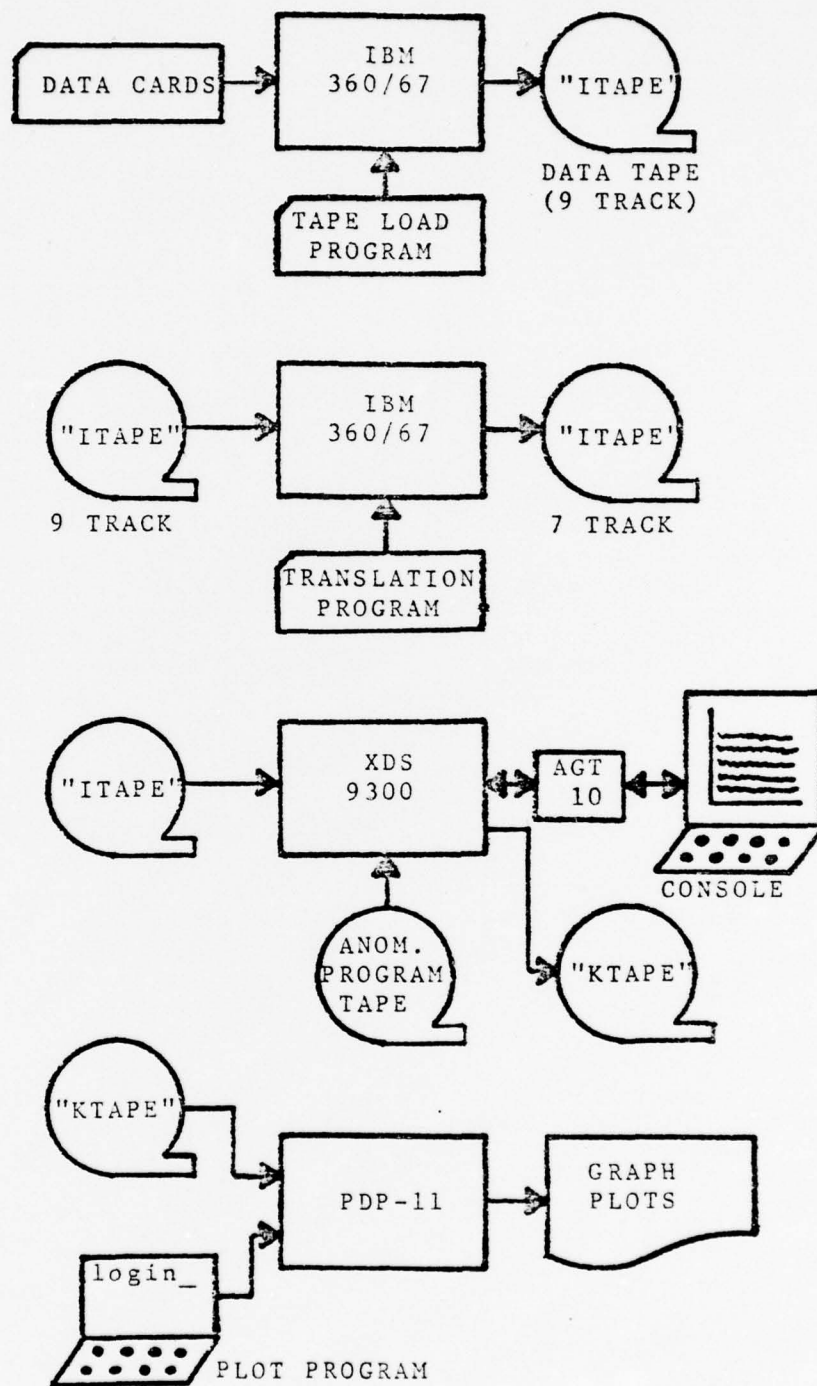 DATA CARDS
IBM
360/67
"ITAPE"
DATA TAPE
(9 TRACK)
TAPE LOAD
PROGRAM
"ITAPE"
9 TRACK
IBM
360/67
"ITAPE"
7 TRACK
TRANSLATION
PROGRAM
"ITAPE"
XDS
9300
AGT
10
CONSOLE
ANOM.
PROGRAM
TAPE
"KTAPE"
"KTAPE"
PDP-11
GRAPH
PLOTS
login_
PLOT PROGRAM